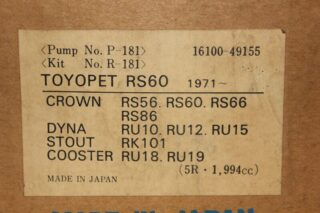 <Pump No. P-181> 16100-49155
<Kit No. R-181>
TOYOPET RS60 1971~
CROWN RS56. RS60. RS66
RS86
DYNA RU10. RU12. RU15
STOUT RK101
COOSTER RU18. RU19
(5R・1,994cc)
MADE IN JAPAN